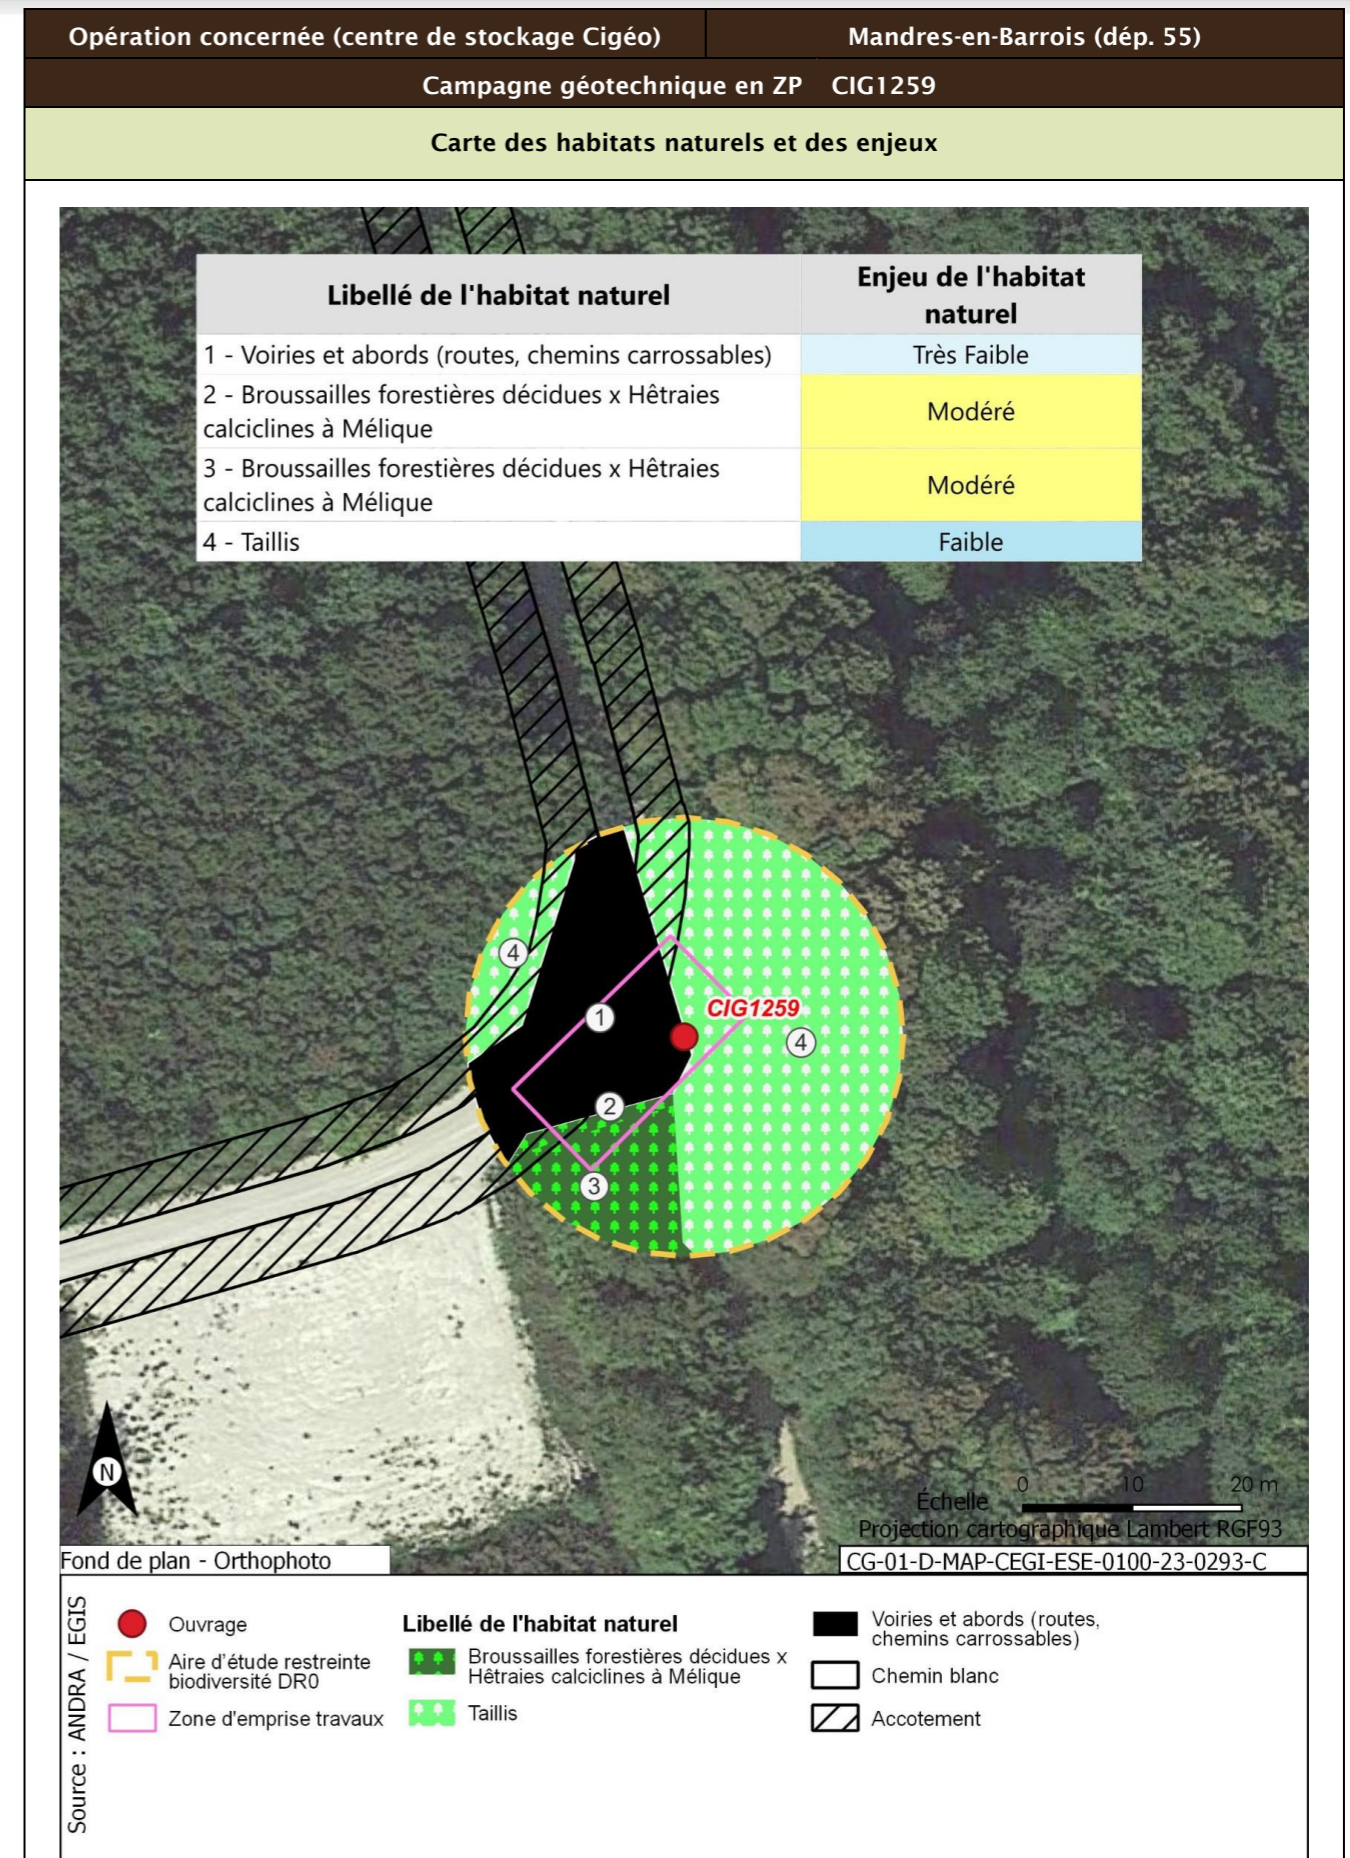 Opération concernée (centre de stockage Cigéo)
Mandres-en-Barrois (dép. 55)
Campagne géotechnique en ZP CIG1259
Carte des habitats naturels et des enjeux
Libellé de l'habitat naturel
Enjeu de l'habitat
naturel
1 - Voiries et abords (routes, chemins carrossables)
Très Faible
2 - Broussailles forestières décidues x Hêtraies
calciclines à Mélique
Modéré
3 - Broussailles forestières décidues x Hêtraies
calciclines à Mélique
Modéré
4 - Taillis
Faible
4
1
CIG1259
4
2
3
N
Échelle
0 10 20 m
Projection cartographique Lambert RGF93
Fond de plan - Orthophoto
CG-01-D-MAP-CEGI-ESE-0100-23-0293-C
Source : ANDRA / EGIS
Ouvrage
Aire d'étude restreinte
biodiversité DR0
Zone d'emprise travaux
Libellé de l'habitat naturel
Broussailles forestières décidues x
Hêtraies calciclines à Mélique
Taillis
Voiries et abords (routes,
chemins carrossables)
Chemin blanc
Accotement